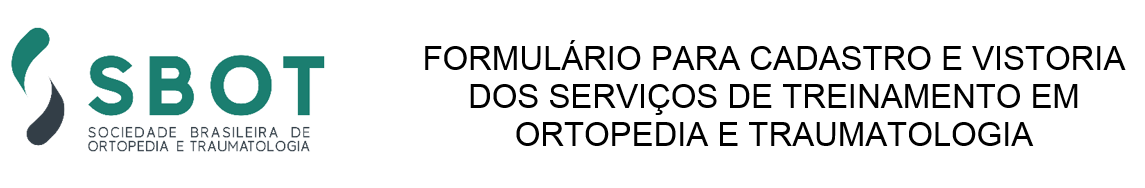 SBOT
SOCIEDADE BRASILEIRA DE
ORTOPEDIA E TRAUMATOLOGIA
FORMULÁRIO PARA CADASTRO E VISTORIA
DOS SERVIÇOS DE TREINAMENTO EM
ORTOPEDIA E TRAUMATOLOGIA